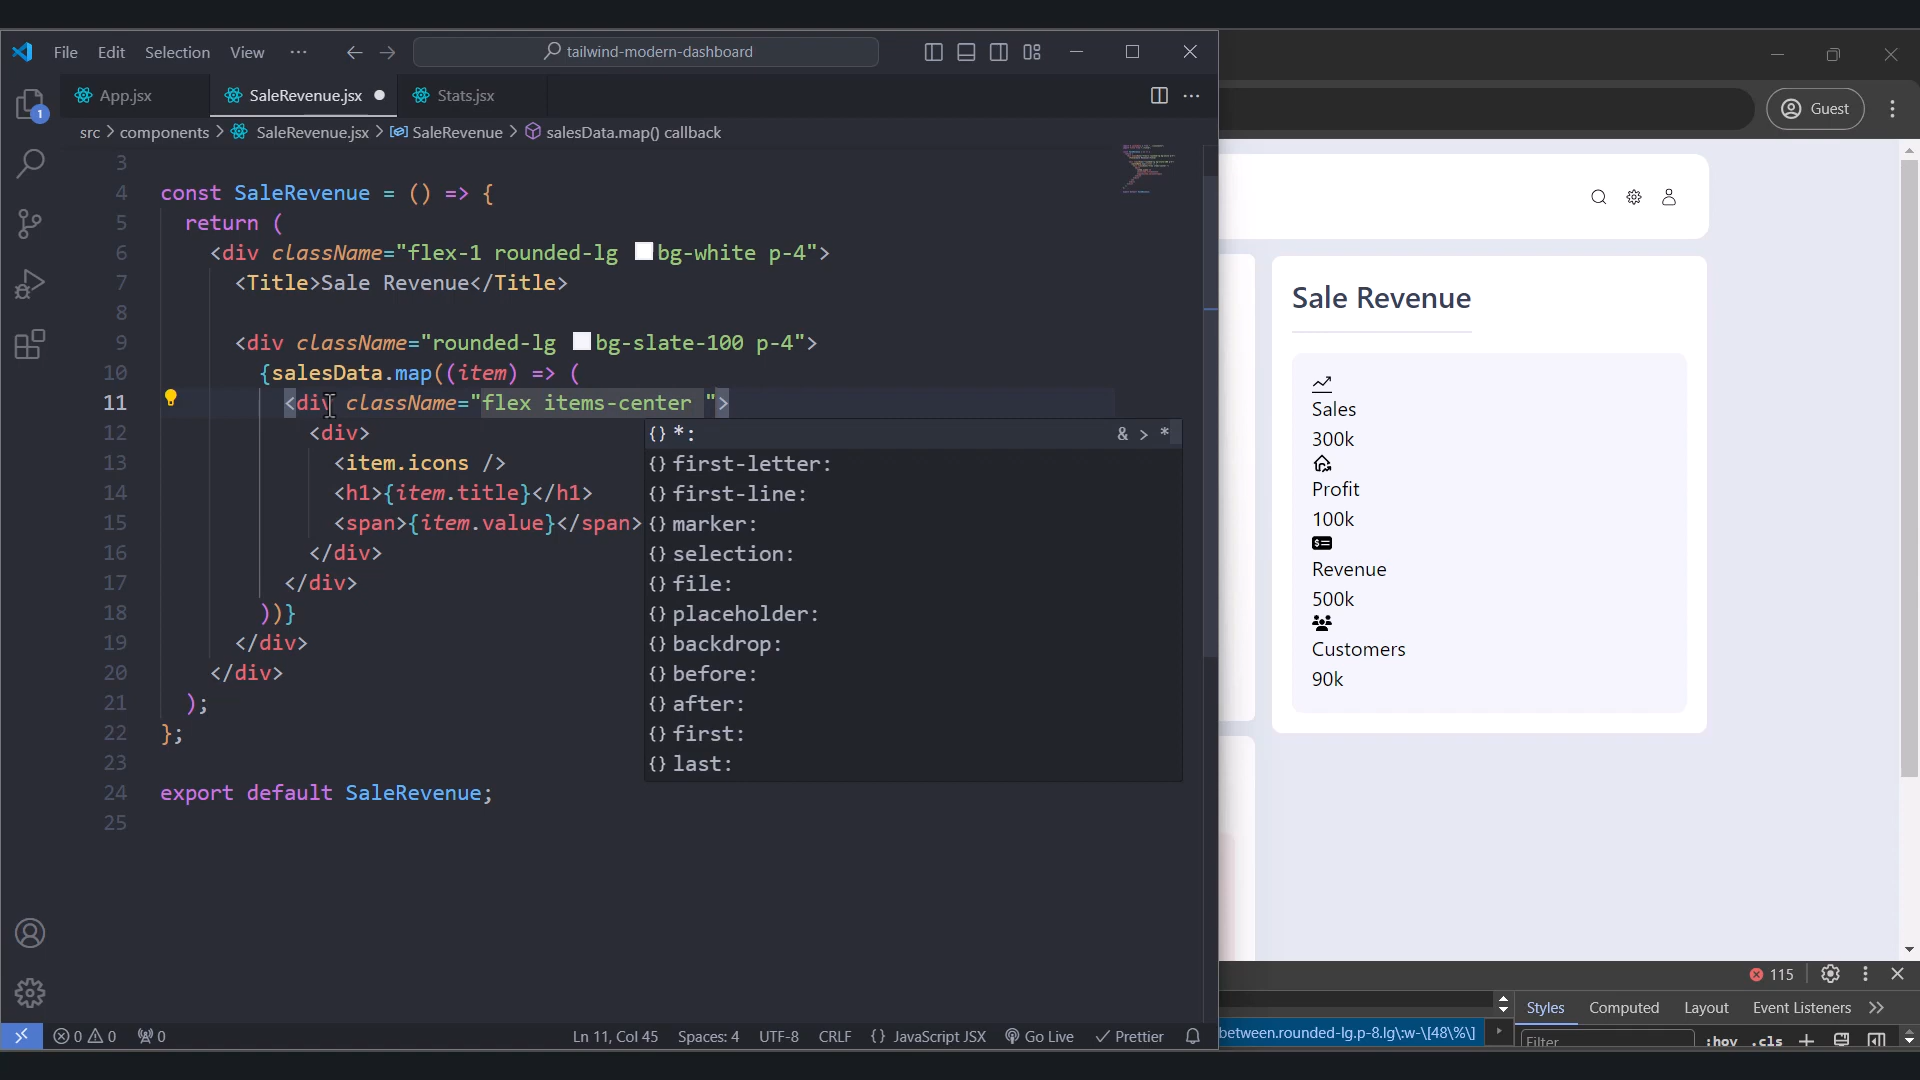 File Edit Selection View ··· tailwind-modern-dashboard
App.jsx SaleRevenue.jsx Stats.jsx
src > components > SaleRevenue.jsx > SaleRevenue > salesData.map() callback
3
4 const SaleRevenue = () => {
5 return (
6 <div className="flex-1 rounded-lg bg-white p-4">
7 <Title>Sale Revenue</Title>
8
9 <div className="rounded-lg bg-slate-100 p-4">
10 {salesData.map((item) => (
11 <div className="flex items-center ">
12 <div>
13 <item.icons />
14 <h1>{item.title}</h1>
15 <span>{item.value}</span>
16 </div>
17 </div>
18 ))}
19 </div>
20 </div>
21 );
22 };
23
24 export default SaleRevenue;
25
{} *: & > *
{} first-letter:
{} first-line:
{} marker:
{} selection:
{} file:
{} placeholder:
{} backdrop:
{} before:
{} after:
{} first:
{} last:
1
0 0 0 Ln 11, Col 45 Spaces: 4 UTF-8 CRLF {} JavaScript JSX Go Live Prettier
Guest
Sale Revenue
Sales
300k
Profit
100k
Revenue
500k
Customers
90k
115
Styles Computed Layout Event Listeners >>
between.rounded-lg.p-8.lg\:w-\[48\%\]
Filter :hov .cls +